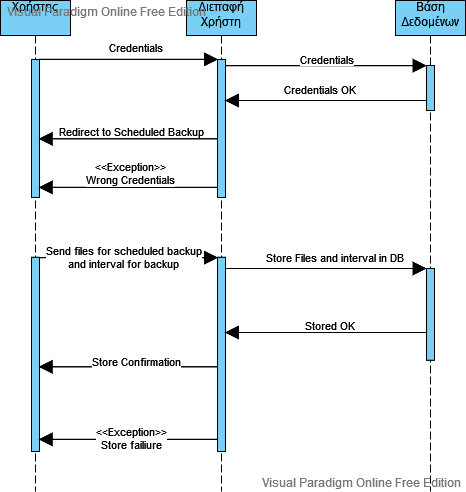 Χρήστης
Visual Paradigm Online Free Edition
Διεπαφή
Χρήστη
Βάση
Δεδομένων
Credentials
Credentials
Credentials OK
Redirect to Scheduled Backup
<<Exception>>
Wrong Credentials
Send files for scheduled backup
and interval for backup
Store Files and interval in DB
Stored OK
Store Confirmation
<<Exception>>
Store failiure
Visual Paradigm Online Free Edition